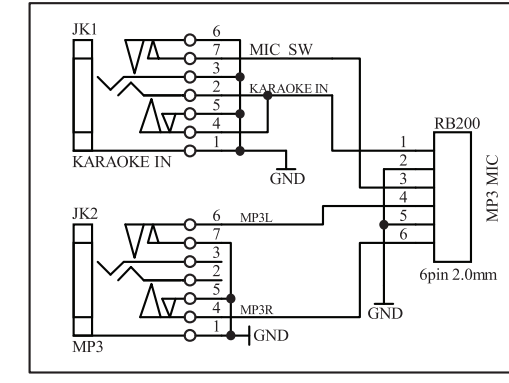 JK1
6
7
MIC SW
3
2
KARAOKE IN
5
4
1
KARAOKE IN
GND
RB200
1
2
3
4
5
6
MP3 MIC
6pin 2.0mm
GND
JK2
6
MP3L
7
3
2
5
4
MP3R
1
GND
MP3